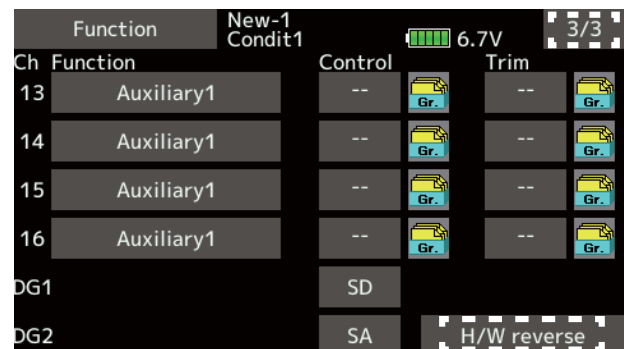 Function New-1 6.7V 3/3
Condit1
Ch Function Control Trim
13 Auxiliary1 -- Gr. -- Gr.
14 Auxiliary1 -- Gr. -- Gr.
15 Auxiliary1 -- Gr. -- Gr.
16 Auxiliary1 -- Gr. -- Gr.
DG1 SD
DG2 SA H/W reverse